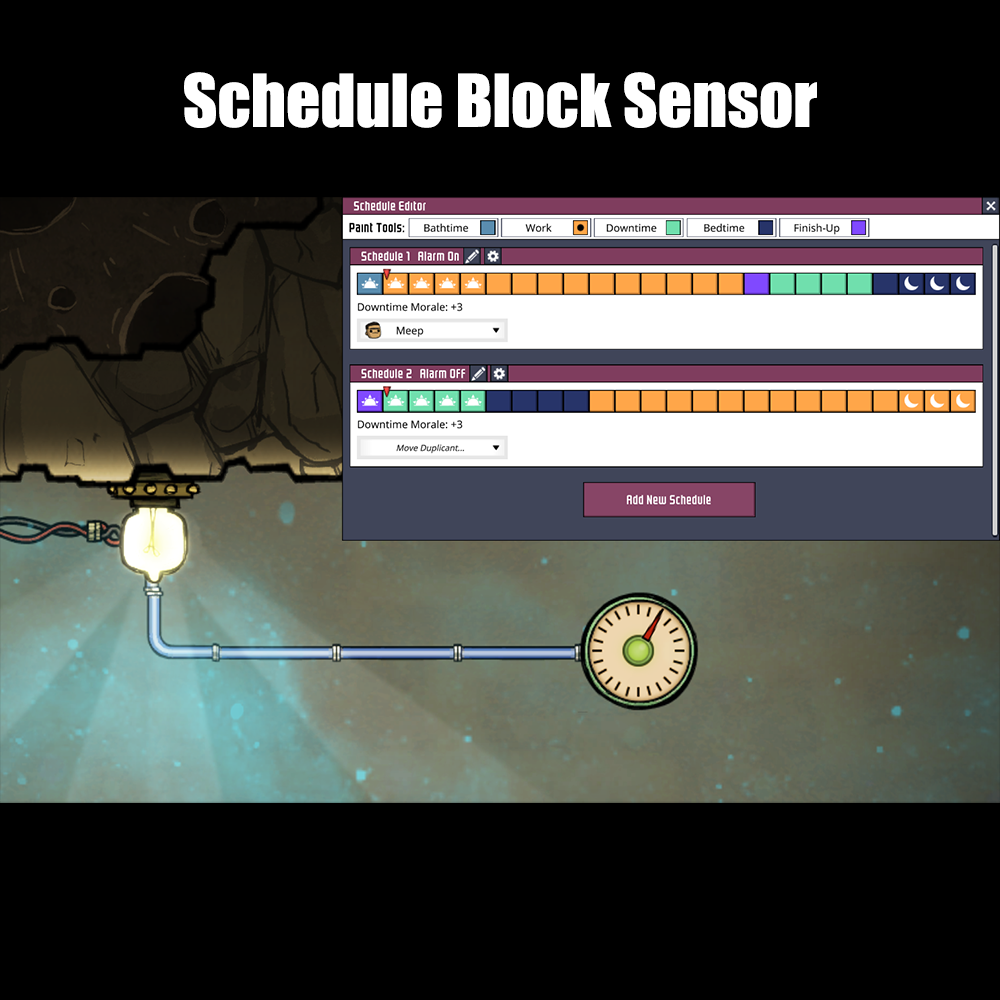 Schedule Block Sensor
Schedule Editor
Paint Tools: Bathtime Work Downtime Bedtime Finish-Up
Schedule 1 Alarm On
Downtime Morale: +3
Meep
Schedule 2 Alarm OFF
Downtime Morale: +3
Move Duplicant...
Add New Schedule